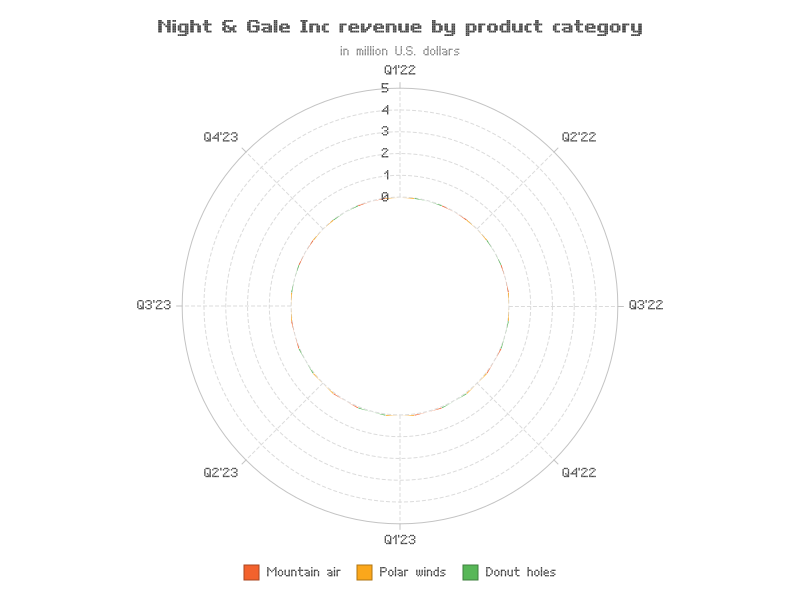 Night & Gale Inc revenue by product category
in million U.S. dollars
Q1'22
5
4
3
2
1
0
Q4'23
Q2'22
Q3'23
Q3'22
Q2'23
Q4'22
Q1'23
Mountain air
Polar winds
Donut holes